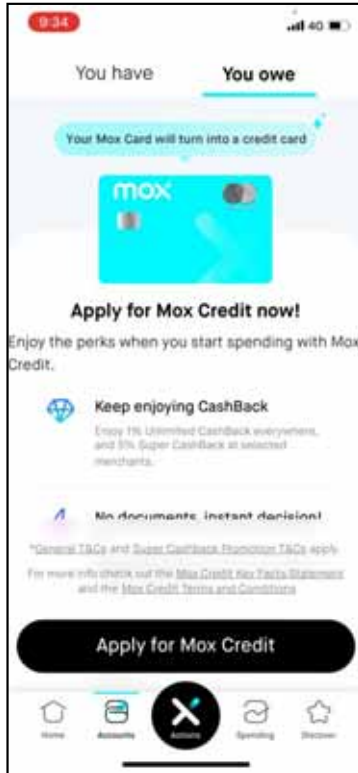 9:34
4G
You have
You owe
Your Mox Card will turn into a credit card
mox
Apply for Mox Credit now!
Enjoy the perks when you start spending with Mox
Credit.
Keep enjoying CashBack
Enjoy 1% Unlimited CashBack everywhere,
and 5% Super CashBack at selected
merchants.
No documents, instant decision!
*General T&Cs and Super CashBack Promotion T&Cs apply.
For more info check out the Mox Credit Key Facts Statement
and the Mox Credit Terms and Conditions
Apply for Mox Credit
Home
Accounts
Actions
Spending
Discover